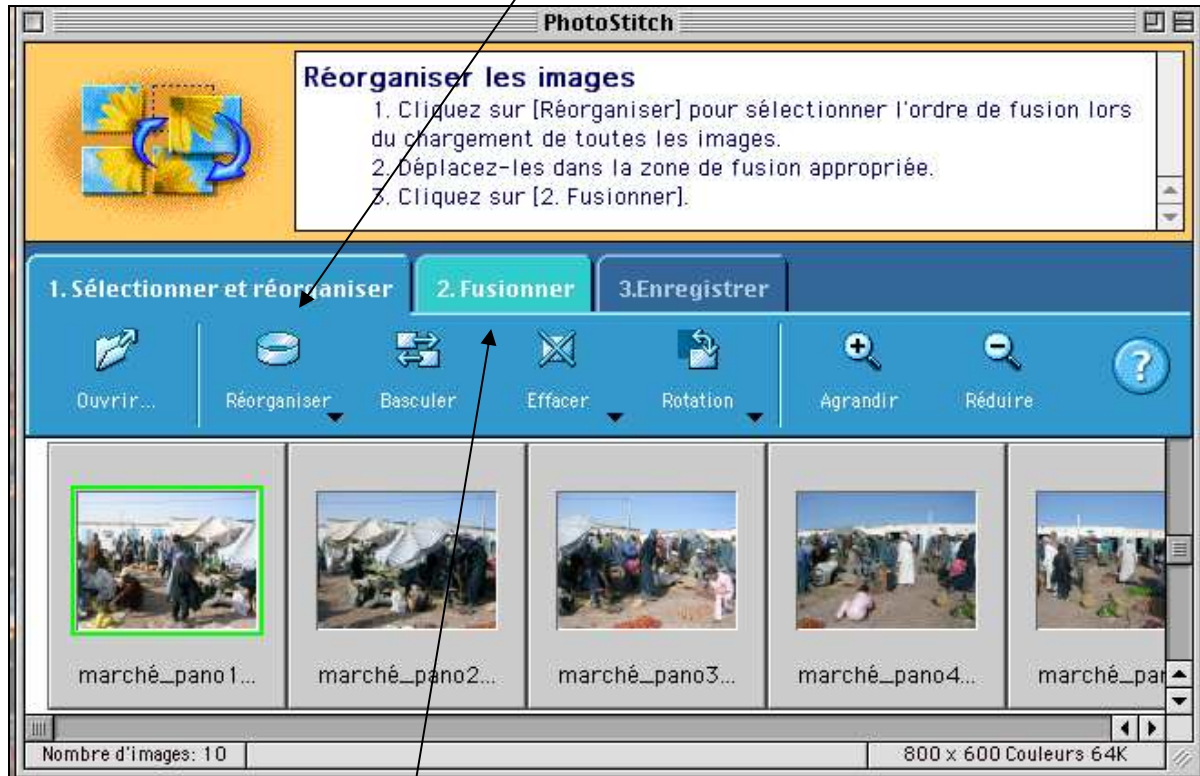 PhotoStitch
Réorganiser les images
1. Cliquez sur [Réorganiser] pour sélectionner l'ordre de fusion lors
du chargement de toutes les images.
2. Déplacez-les dans la zone de fusion appropriée.
3. Cliquez sur [2. Fusionner].
1. Sélectionner et réorganiser 2. Fusionner 3.Enregistrer
Ouvrir... Réorganiser Basculer Effacer Rotation Agrandir Réduire ?
marché_pano1... marché_pano2... marché_pano3... marché_pano4... marché_par
Nombre d'images: 10 800 x 600 Couleurs 64K